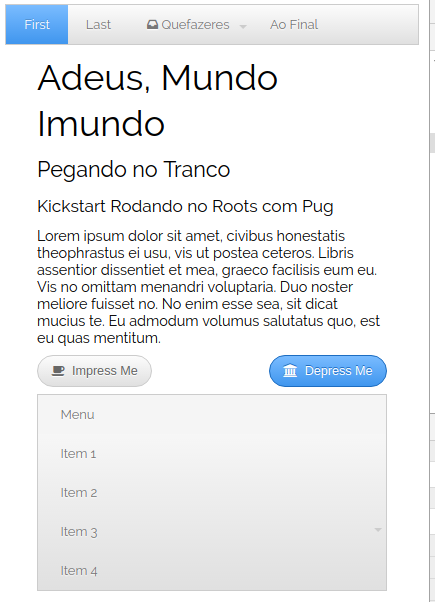 First Last Quefazeres Ao Final
Adeus, Mundo
Imundo
Pegando no Tranco
Kickstart Rodando no Roots com Pug
Lorem ipsum dolor sit amet, civibus honestatis
theophrastus ei usu, vis ut postea ceteros. Libris
assentior dissentiet et mea, graeco facilisis eum eu.
Vis no omittam menandri voluptaria. Duo noster
meliore fuisset no. No enim esse sea, sit dicat
mucius te. Eu admodum volumus salutatus quo, est
eu quas mentitum.
Impress Me Depress Me
Menu
Item 1
Item 2
Item 3
Item 4